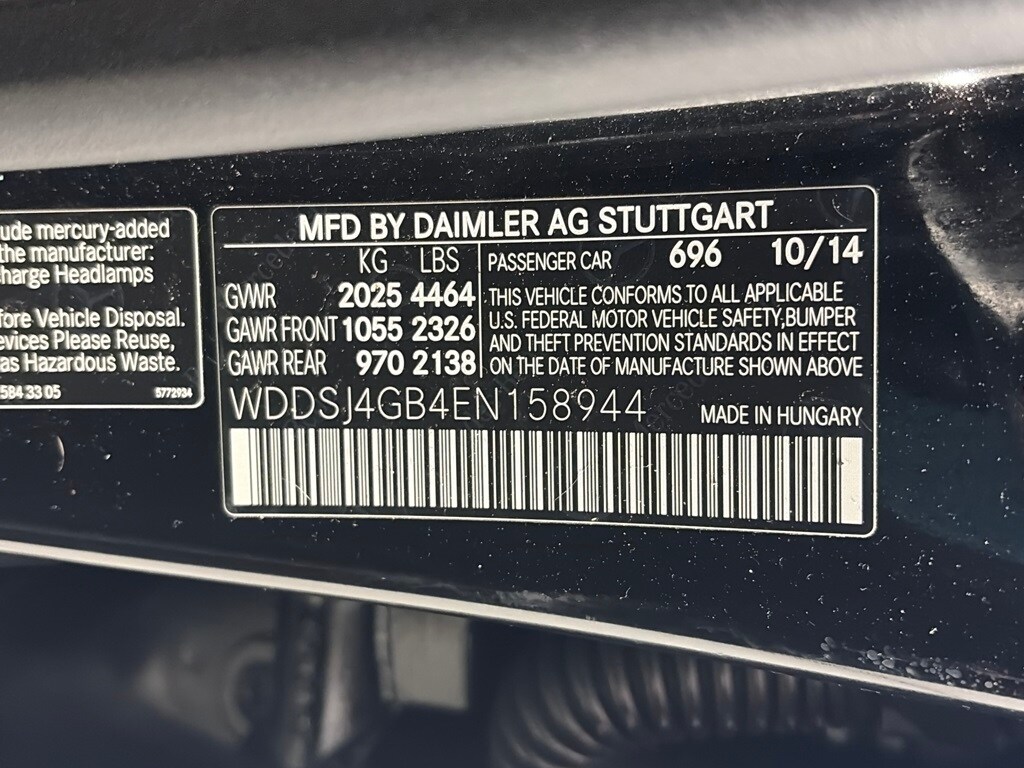 ude mercury-added
the manufacturer:
harge Headlamps
fore Vehicle Disposal.
evices Please Reuse,
as Hazardous Waste.
584 33 05 5772934
MFD BY DAIMLER AG STUTTGART
KG LBS
GVWR 2025 4464
GAWR FRONT 1055 2326
GAWR REAR 970 2138
PASSENGER CAR 696 10/14
THIS VEHICLE CONFORMS TO ALL APPLICABLE
U.S. FEDERAL MOTOR VEHICLE SAFETY,BUMPER
AND THEFT PREVENTION STANDARDS IN EFFECT
ON THE DATE OF MANUFACTURE SHOWN ABOVE
WDDSJ4GB4EN158944 MADE IN HUNGARY